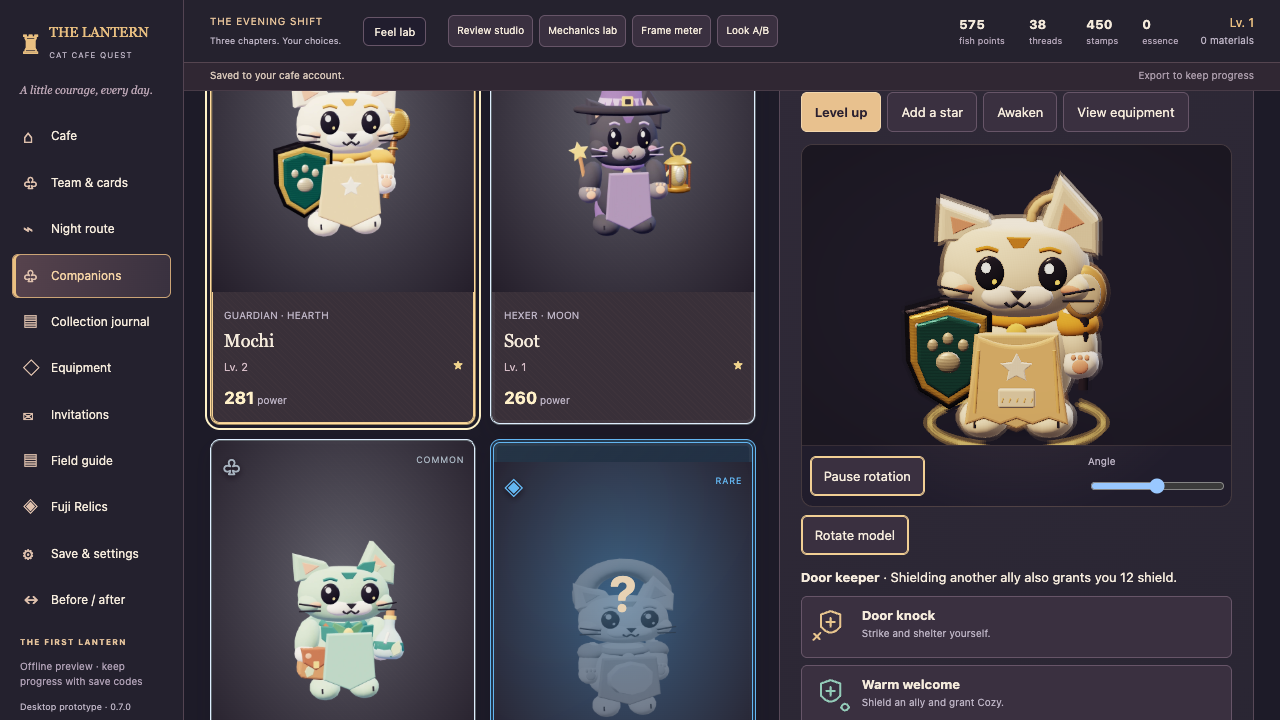 THE LANTERN
CAT CAFE QUEST
A little courage, every day.
Cafe
Team & cards
Night route
Companions
Collection journal
Equipment
Invitations
Field guide
Fuji Relics
Save & settings
Before / after
THE FIRST LANTERN
Offline preview · keep
progress with save codes
Desktop prototype · 0.7.0
THE EVENING SHIFT
Three chapters. Your choices.
Feel lab
Review studio
Mechanics lab
Frame meter
Look A/B
575
fish points
38
threads
450
stamps
0
essence
Lv. 1
0 materials
Saved to your cafe account.
Export to keep progress
GUARDIAN · HEARTH
Mochi
Lv. 2
281 power
HEXER · MOON
Soot
Lv. 1
260 power
COMMON
RARE
?
Level up
Add a star
Awaken
View equipment
Pause rotation
Angle
Rotate model
Door keeper · Shielding another ally also grants you 12 shield.
Door knock
Strike and shelter yourself.
Warm welcome
Shield an ally and grant Cozy.